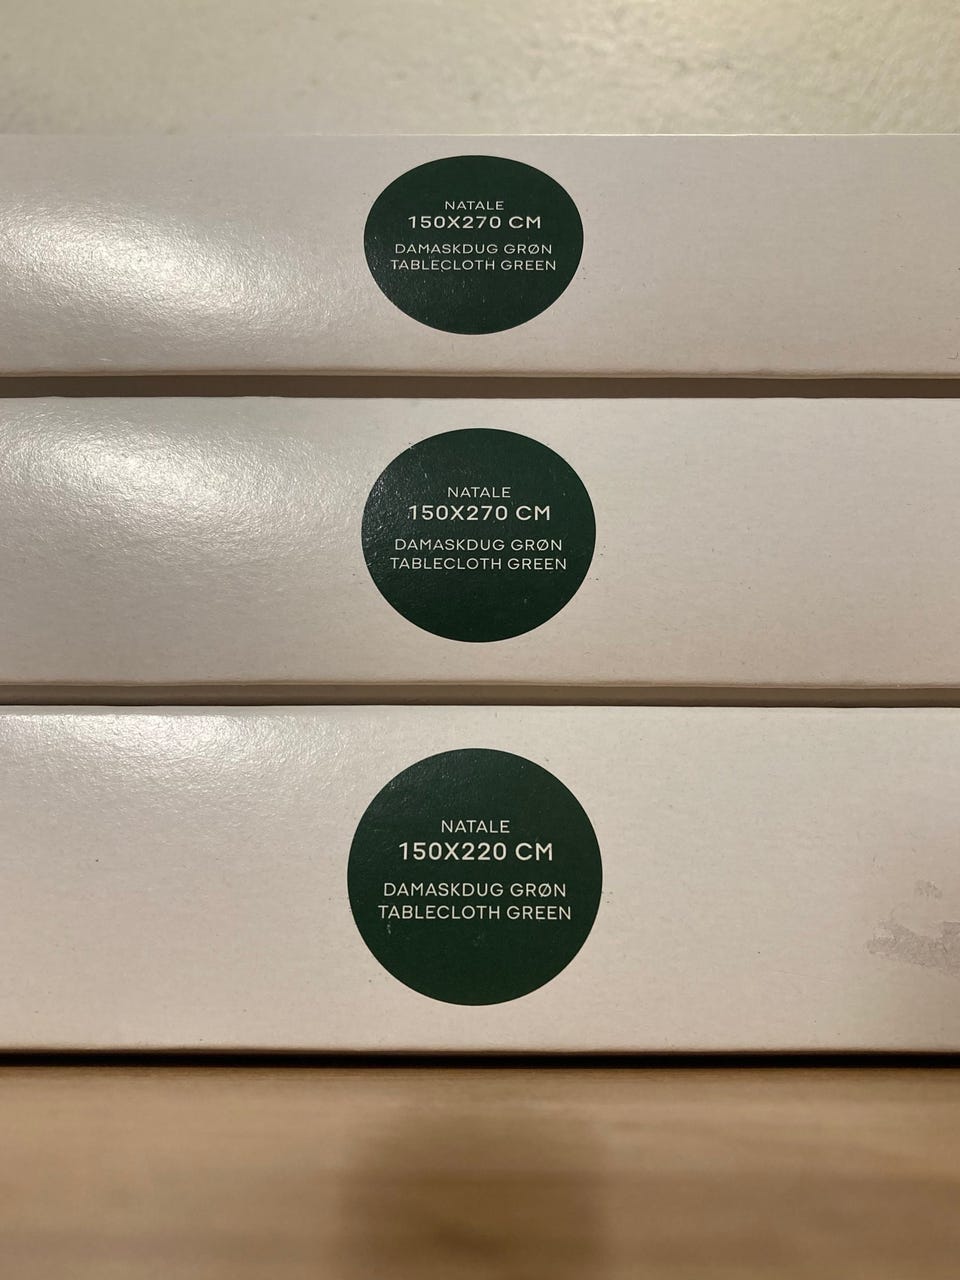 NATALE
150X270 CM
DAMASKDUG GRØN
TABLECLOTH GREEN
NATALE
150X270 CM
DAMASKDUG GRØN
TABLECLOTH GREEN
NATALE
150X220 CM
DAMASKDUG GRØN
TABLECLOTH GREEN